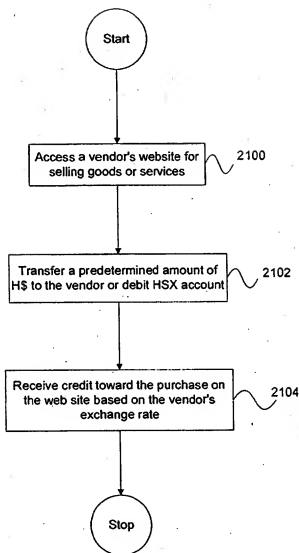 Start
Access a vendor's website for
selling goods or services
2100
Transfer a predetermined amount of
H$ to the vendor or debit HSX account
2102
Receive credit toward the purchase on
the web site based on the vendor's
exchange rate
2104
Stop